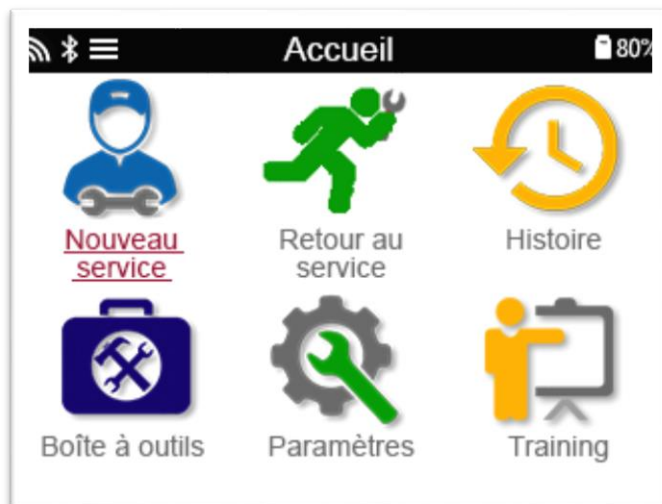 Accueil
80%
Nouveau
service
Retour au
service
Histoire
Boîte à outils
Paramètres
Training